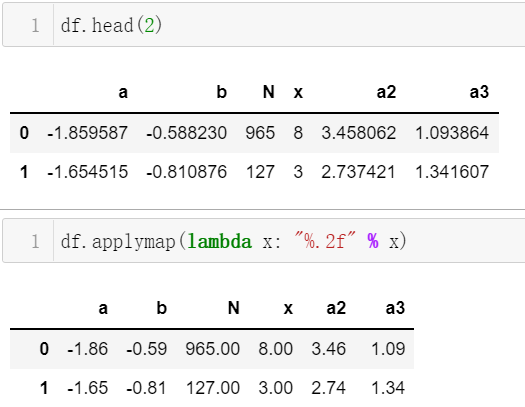 1 df.head(2)
a b N x a2 a3
0 -1.859587 -0.588230 965 8 3.458062 1.093864
1 -1.654515 -0.810876 127 3 2.737421 1.341607
1 df.applymap(lambda x: "%.2f" % x)
a b N x a2 a3
0 -1.86 -0.59 965.00 8.00 3.46 1.09
1 -1.65 -0.81 127.00 3.00 2.74 1.34